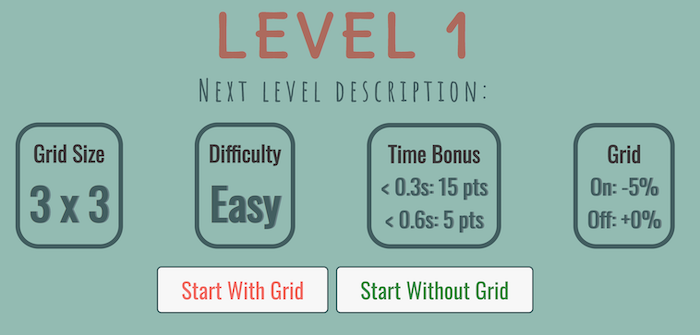 LEVEL 1
NEXT LEVEL DESCRIPTION:
Grid Size
3 x 3
Difficulty
Easy
Time Bonus
< 0.3s: 15 pts
< 0.6s: 5 pts
Grid
On: -5%
Off: +0%
Start With Grid
Start Without Grid